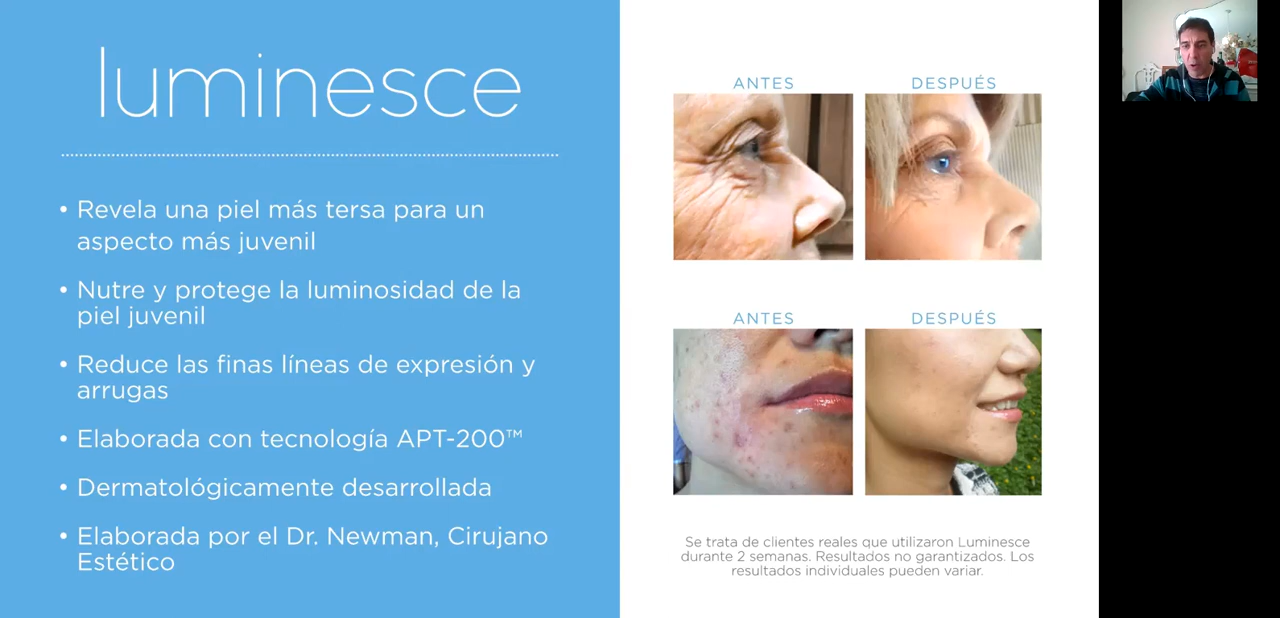 luminesce
• Revela una piel más tersa para un
aspecto más juvenil
• Nutre y protege la luminosidad de la
piel juvenil
• Reduce las finas líneas de expresión y
arrugas
• Elaborada con tecnología APT-200™
• Dermatológicamente desarrollada
• Elaborada por el Dr. Newman, Cirujano
Estético
ANTES
DESPUÉS
ANTES
DESPUÉS
Se trata de clientes reales que utilizaron Luminesce
durante 2 semanas. Resultados no garantizados. Los
resultados individuales pueden variar.